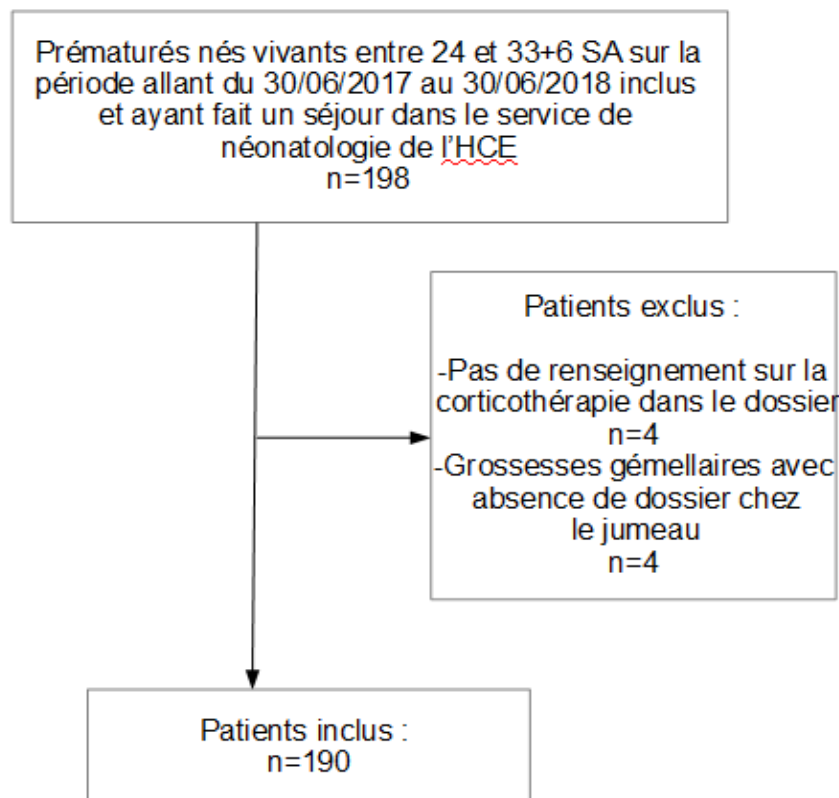 Prématurés nés vivants entre 24 et 33+6 SA sur la
période allant du 30/06/2017 au 30/06/2018 inclus
et ayant fait un séjour dans le service de
néonatologie de l'HCE
n=198
Patients exclus :
-Pas de renseignement sur la
corticothérapie dans le dossier
n=4
-Grossesses gémellaires avec
absence de dossier chez
le jumeau
n=4
Patients inclus :
n=190